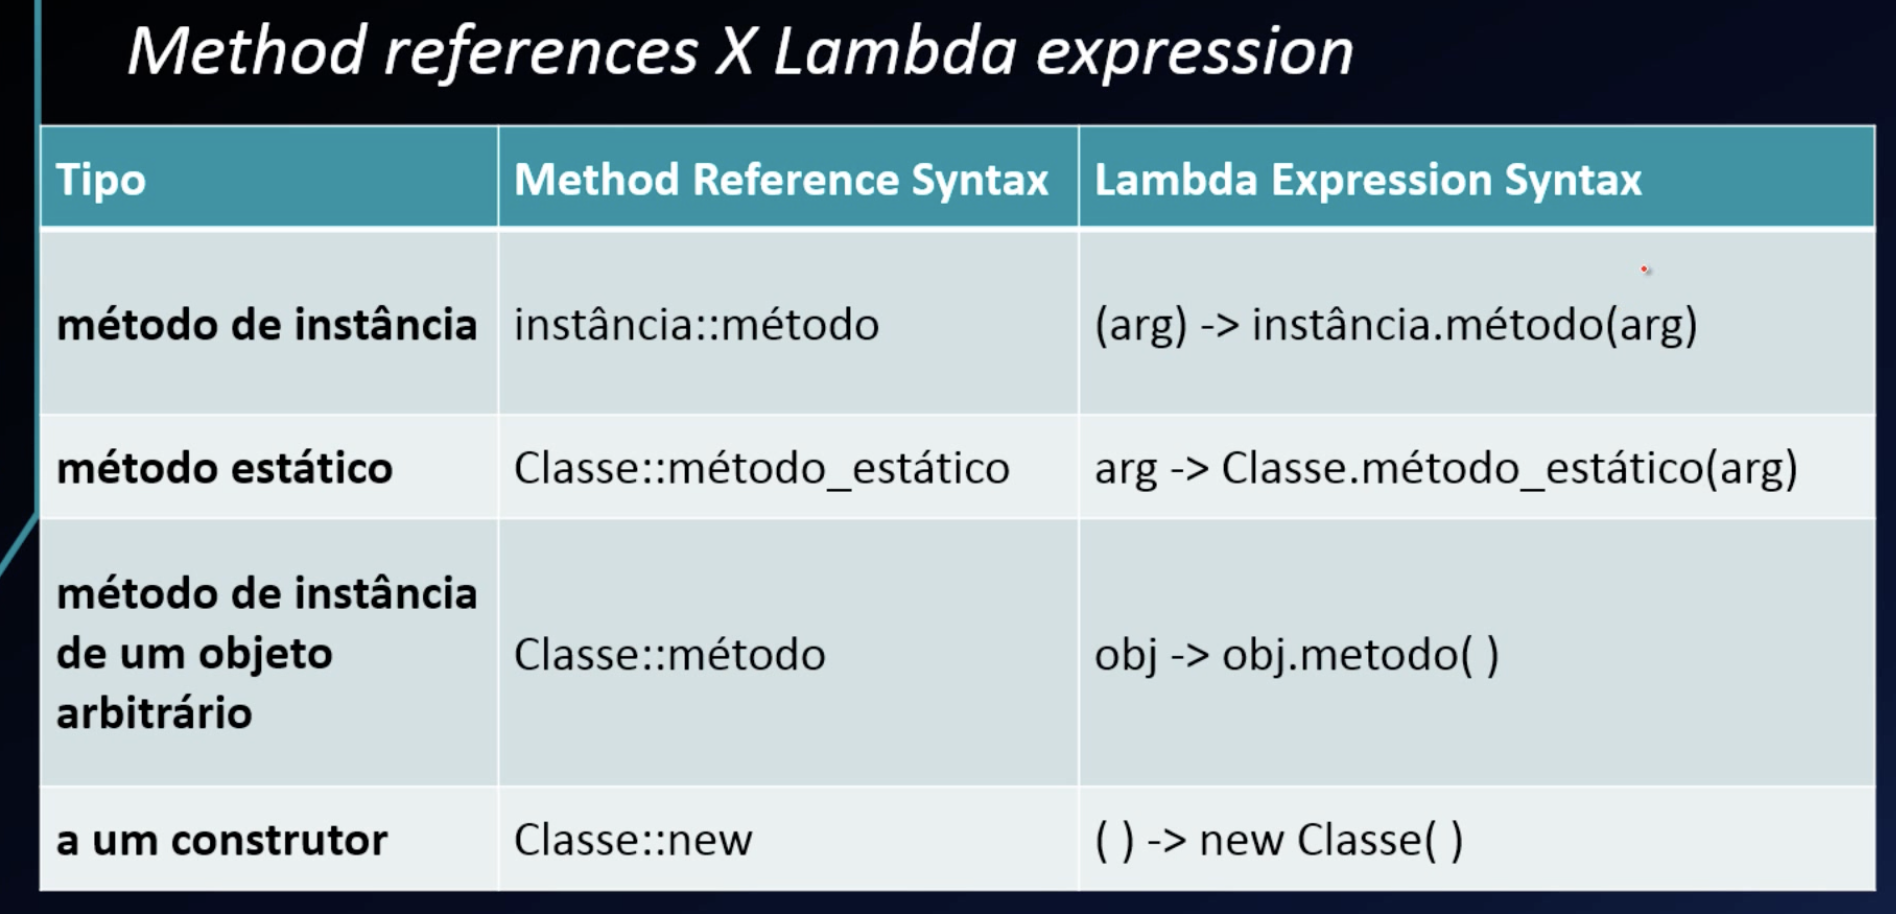 Method references X Lambda expression
Tipo
Method Reference Syntax
Lambda Expression Syntax
método de instância
instância::método
(arg) -> instância.método(arg)
método estático
Classe::método_estático
arg -> Classe.método_estático(arg)
método de instância
de um objeto
arbitrário
Classe::método
obj -> obj.metodo( )
a um construtor
Classe::new
( ) -> new Classe( )